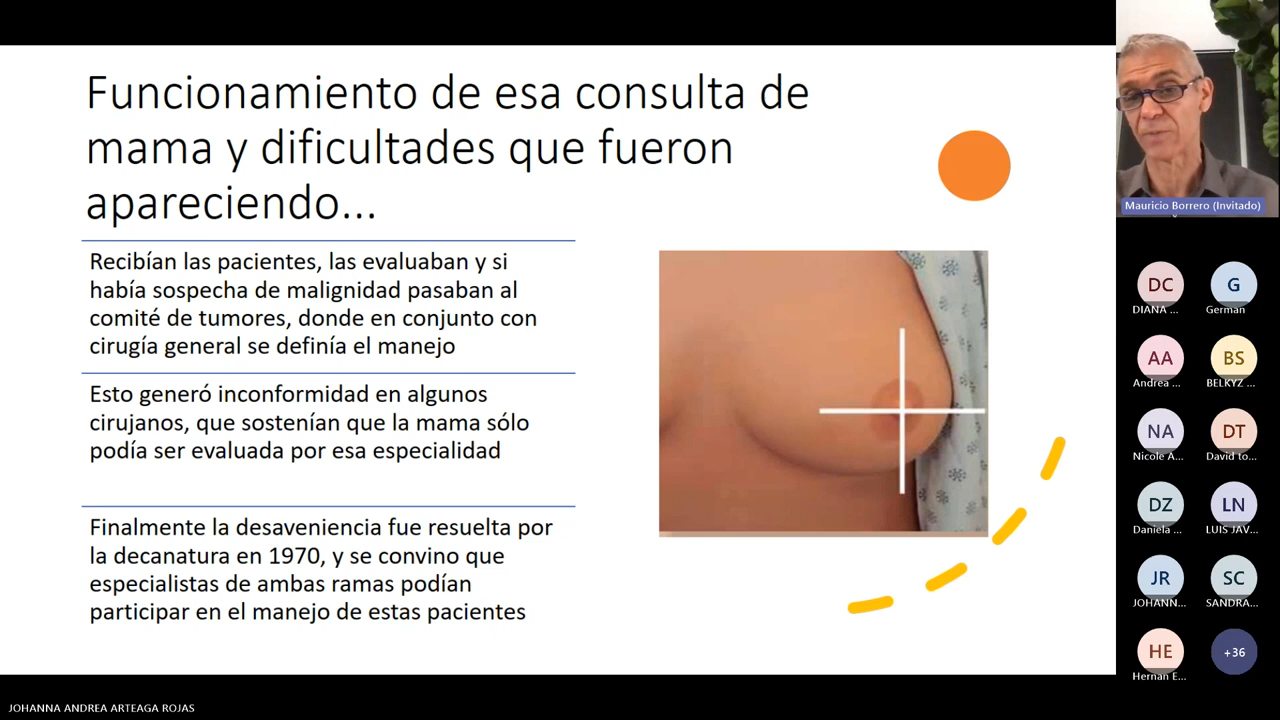 Funcionamiento de esa consulta de
mama y dificultades que fueron
apareciendo...
Recibían las pacientes, las evaluaban y si
había sospecha de malignidad pasaban al
comité de tumores, donde en conjunto con
cirugía general se definía el manejo
Esto generó inconformidad en algunos
cirujanos, que sostenían que la mama sólo
podía ser evaluada por esa especialidad
Finalmente la desaveniencia fue resuelta por
la decanatura en 1970, y se convino que
especialistas de ambas ramas podían
participar en el manejo de estas pacientes
Mauricio Borrero (Invitado)
DC
DIANA ...
G
German
AA
Andrea ...
BS
BELKYZ ...
NA
Nicole A...
DT
David to...
DZ
Daniela ...
LN
LUIS JAV...
JR
JOHANN...
SC
SANDRA...
HE
Hernan E...
+36
JOHANNA ANDREA ARTEAGA ROJAS